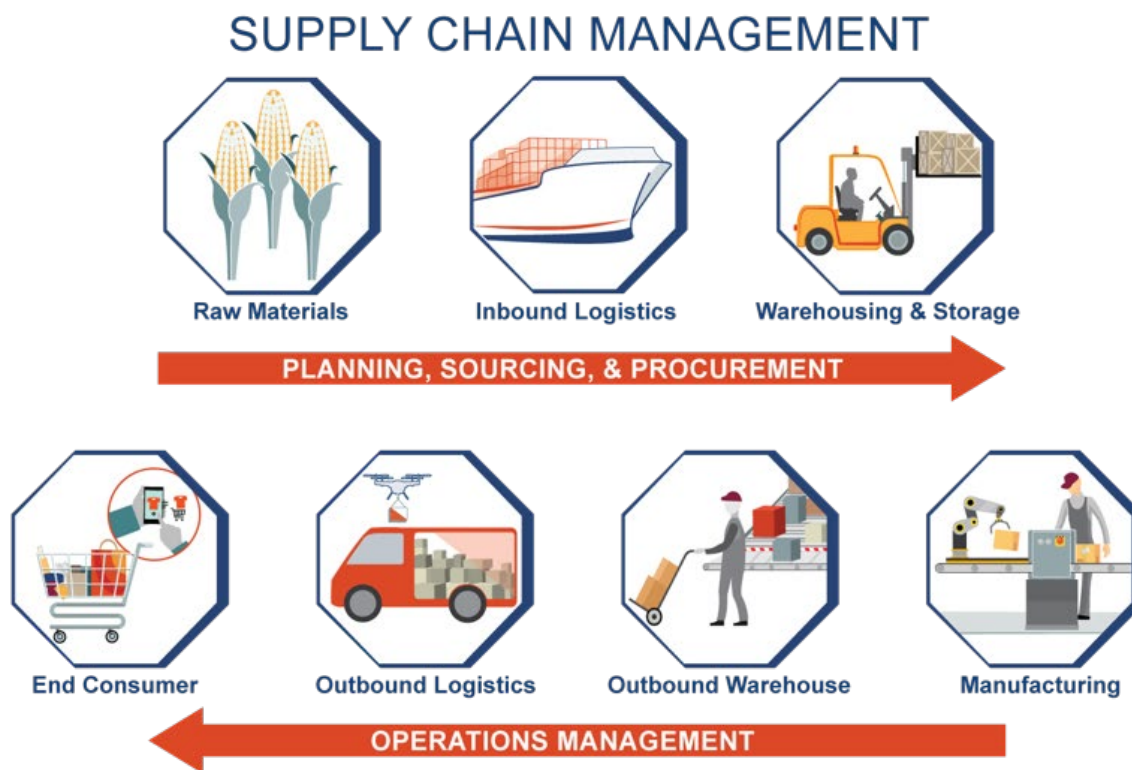 SUPPLY CHAIN MANAGEMENT
Raw Materials
Inbound Logistics
Warehousing & Storage
PLANNING, SOURCING, & PROCUREMENT
End Consumer
Outbound Logistics
Outbound Warehouse
Manufacturing
OPERATIONS MANAGEMENT